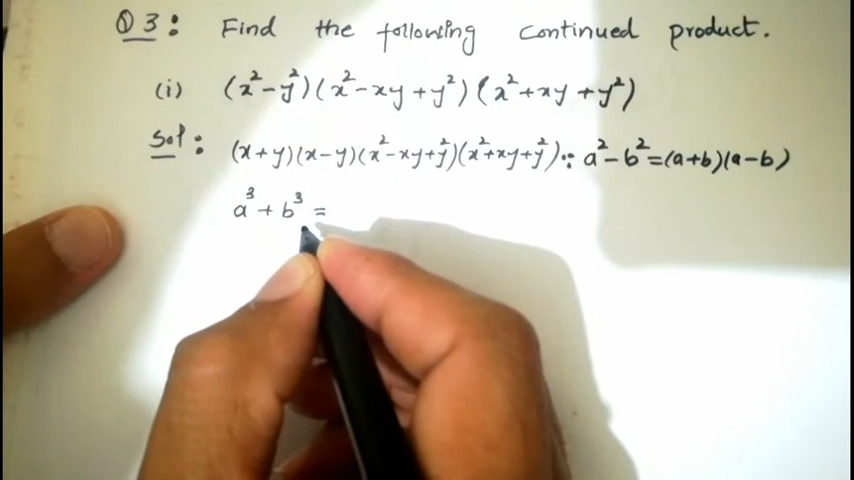 Q3: Find the following continued product.
(i) (x²-y²)(x²-xy+y²)(x²+xy+y²)
Sol: (x+y)(x-y)(x²-xy+y²)(x²+xy+y²) ∵ a²-b²=(a+b)(a-b)
a³+b³=